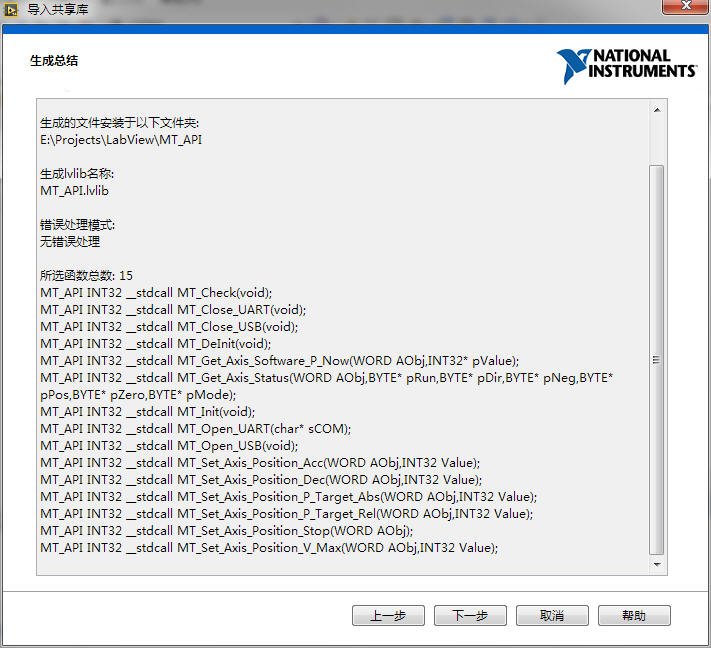 导入共享库
生成总结
NATIONAL
INSTRUMENTS
生成的文件安装于以下文件夹:
E:\Projects\LabView\MT_API
生成lvlib名称:
MT_API.lvlib
错误处理模式:
无错误处理
所选函数总数: 15
MT_API INT32 __stdcall MT_Check(void);
MT_API INT32 __stdcall MT_Close_UART(void);
MT_API INT32 __stdcall MT_Close_USB(void);
MT_API INT32 __stdcall MT_DeInit(void);
MT_API INT32 __stdcall MT_Get_Axis_Software_P_Now(WORD AObj,INT32* pValue);
MT_API INT32 __stdcall MT_Get_Axis_Status(WORD AObj,BYTE* pRun,BYTE* pDir,BYTE* pNeg,BYTE*
pPos,BYTE* pZero,BYTE* pMode);
MT_API INT32 __stdcall MT_Init(void);
MT_API INT32 __stdcall MT_Open_UART(char* sCOM);
MT_API INT32 __stdcall MT_Open_USB(void);
MT_API INT32 __stdcall MT_Set_Axis_Position_Acc(WORD AObj,INT32 Value);
MT_API INT32 __stdcall MT_Set_Axis_Position_Dec(WORD AObj,INT32 Value);
MT_API INT32 __stdcall MT_Set_Axis_Position_P_Target_Abs(WORD AObj,INT32 Value);
MT_API INT32 __stdcall MT_Set_Axis_Position_P_Target_Rel(WORD AObj,INT32 Value);
MT_API INT32 __stdcall MT_Set_Axis_Position_Stop(WORD AObj);
MT_API INT32 __stdcall MT_Set_Axis_Position_V_Max(WORD AObj,INT32 Value);
上一步 下一步 取消 帮助